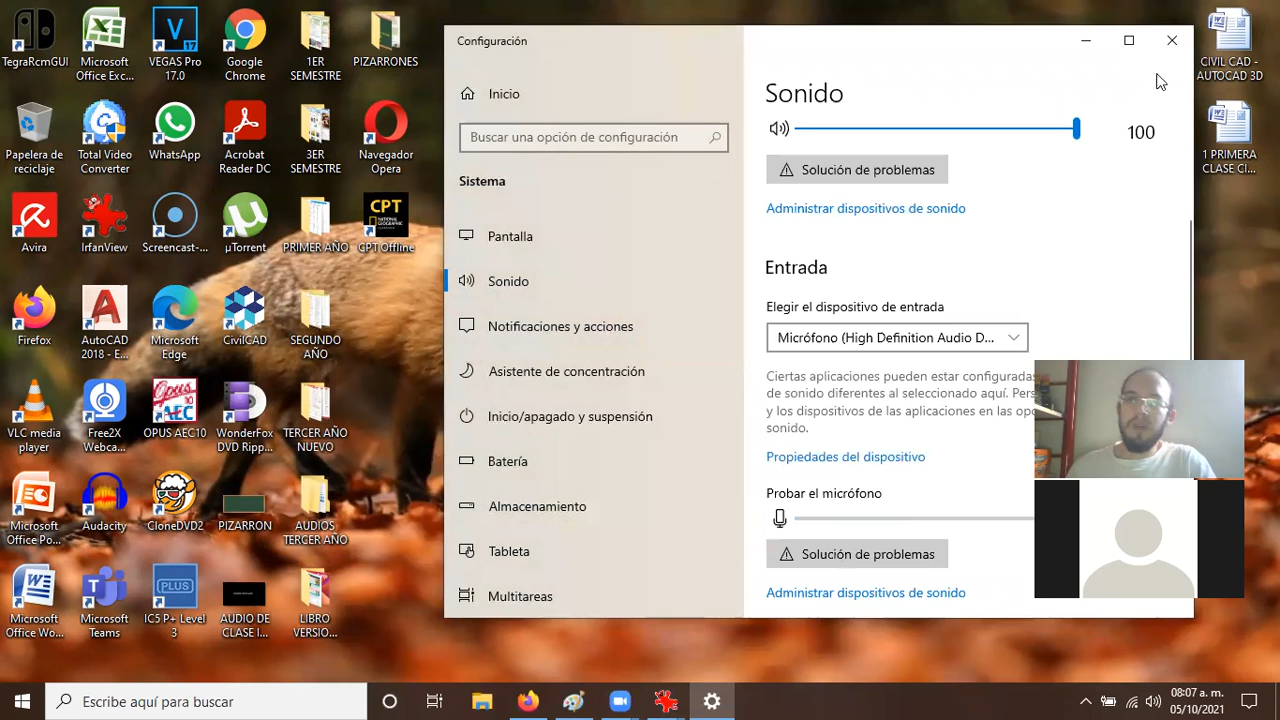 TegraRcmGUI
Microsoft
Office Exc...
VEGAS Pro
17.0
Google
Chrome
1ER
SEMESTRE
PIZARRONES
Papelera de
reciclaje
Total Video
Converter
WhatsApp
Acrobat
Reader DC
3ER
SEMESTRE
Navegador
Opera
Avira
IrfanView
Screencast-...
µTorrent
PRIMER AÑO
CPT
NATIONAL
GEOGRAPHIC
CPT Offline
Firefox
AutoCAD
2018 - E...
Microsoft
Edge
CivilCAD
SEGUNDO
AÑO
VLC media
player
Free2X
Webca...
OPUS
AEC
OPUS AEC10
WonderFox
DVD Ripp...
TERCER AÑO
NUEVO
Microsoft
Office Po...
Audacity
CloneDVD2
PIZARRON
AUDIOS
TERCER AÑO
Microsoft
Office Wo...
Microsoft
Teams
PLUS
IC5 P+ Level
3
AUDIO DE
CLASE I...
LIBRO
VERSIO...
Configuración
Inicio
Buscar una opción de configuración
Sistema
Pantalla
Sonido
Notificaciones y acciones
Asistente de concentración
Inicio/apagado y suspensión
Batería
Almacenamiento
Tableta
Multitareas
Sonido
100
Solución de problemas
Administrar dispositivos de sonido
Entrada
Elegir el dispositivo de entrada
Micrófono (High Definition Audio D...
Ciertas aplicaciones pueden estar configuradas
de sonido diferentes al seleccionado aquí. Pers
y los dispositivos de las aplicaciones en las opc
sonido.
Propiedades del dispositivo
Probar el micrófono
Solución de problemas
Administrar dispositivos de sonido
CIVIL CAD -
AUTOCAD 3D
1 PRIMERA
CLASE CI...
Escribe aquí para buscar
08:07 a. m.
05/10/2021